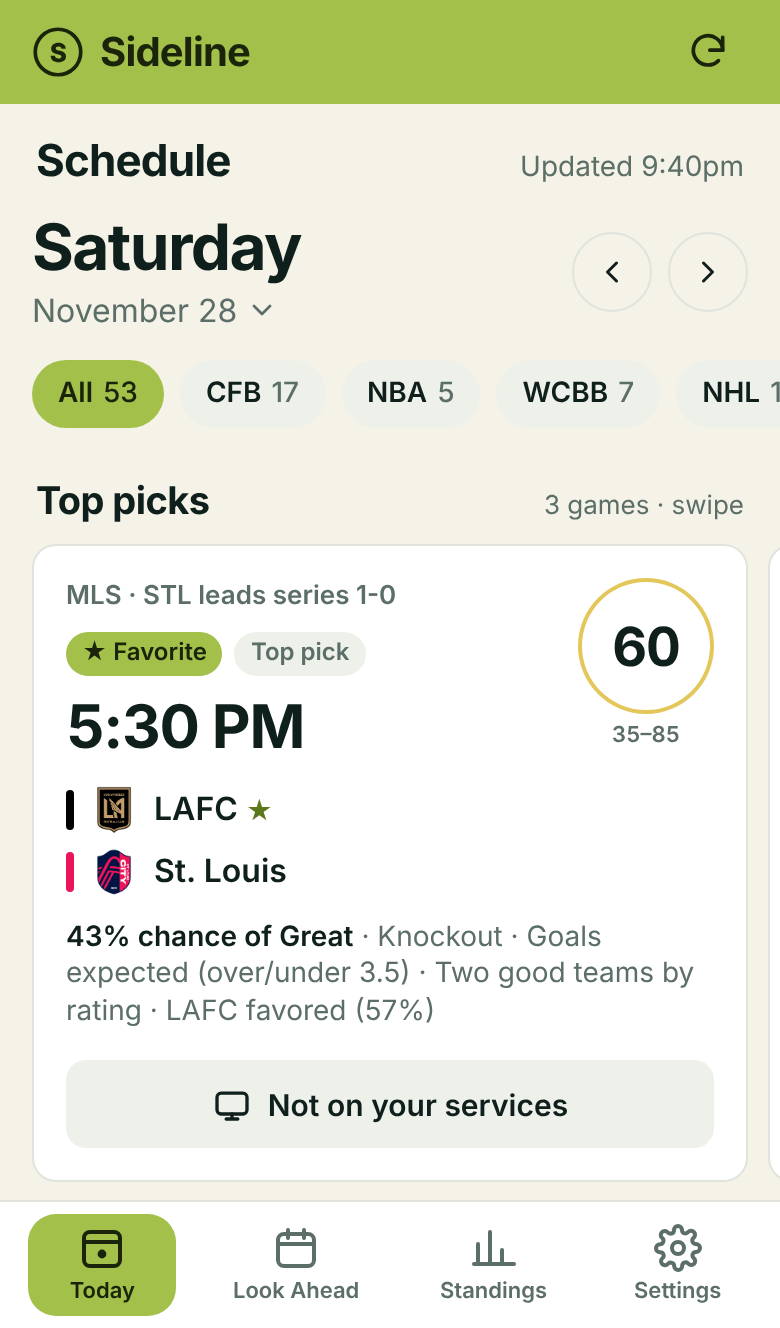 S Sideline
Schedule
Updated 9:40pm
Saturday
November 28
All 53
CFB 17
NBA 5
WCBB 7
NHL
Top picks
3 games · swipe
MLS · STL leads series 1-0
★ Favorite
Top pick
60
35–85
5:30 PM
LAFC ★
CITY
St. Louis
43% chance of Great · Knockout · Goals
expected (over/under 3.5) · Two good teams by
rating · LAFC favored (57%)
Not on your services
Today
Look Ahead
Standings
Settings